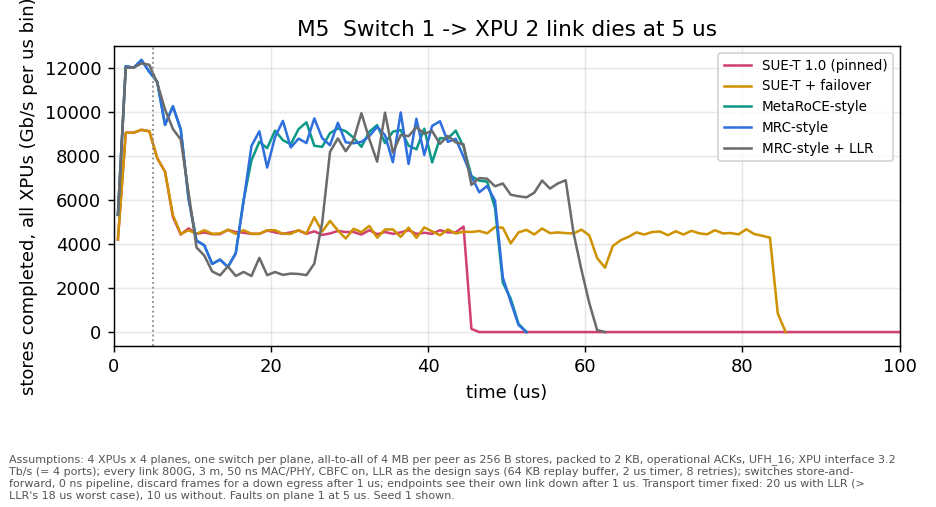 M5 Switch 1 -> XPU 2 link dies at 5 us
stores completed, all XPUs (Gb/s per us bin)
12000
10000
8000
6000
4000
2000
0
SUE-T 1.0 (pinned)
SUE-T + failover
MetaRoCE-style
MRC-style
MRC-style + LLR
0 20 40 60 80 100
time (us)
Assumptions: 4 XPUs x 4 planes, one switch per plane, all-to-all of 4 MB per peer as 256 B stores, packed to 2 KB, operational ACKs, UFH_16; XPU interface 3.2
Tb/s (= 4 ports); every link 800G, 3 m, 50 ns MAC/PHY, CBFC on, LLR as the design says (64 KB replay buffer, 2 us timer, 8 retries); switches store-and-
forward, 0 ns pipeline, discard frames for a down egress after 1 us; endpoints see their own link down after 1 us. Transport timer fixed: 20 us with LLR (>
LLR's 18 us worst case), 10 us without. Faults on plane 1 at 5 us. Seed 1 shown.